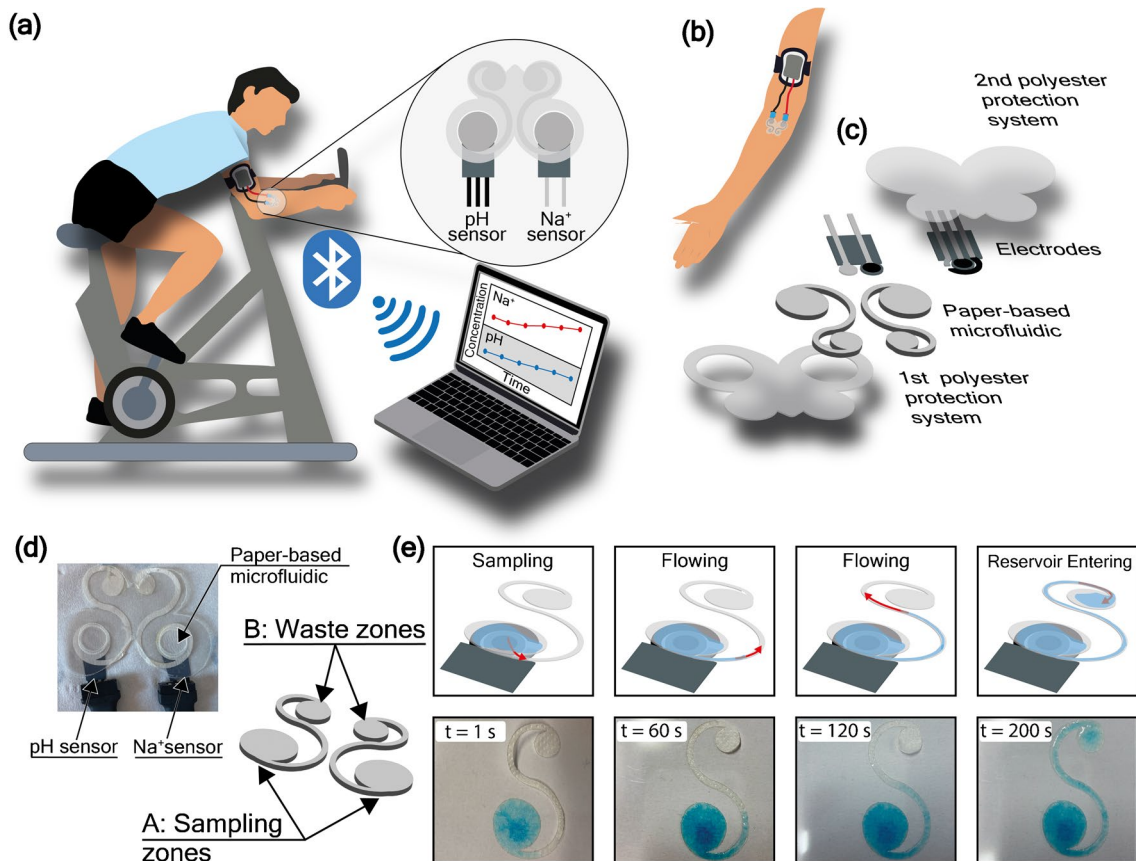 (a)
pH
sensor
Na⁺
sensor
Concentration
Na⁺
pH
Time
(b)
(c)
2nd polyester
protection
system
Electrodes
Paper-based
microfluidic
1st polyester
protection
system
(d)
Paper-based
microfluidic
pH sensor
Na⁺sensor
B: Waste zones
A: Sampling
zones
(e)
Sampling
Flowing
Flowing
Reservoir Entering
t = 1 s
t = 60 s
t = 120 s
t = 200 s